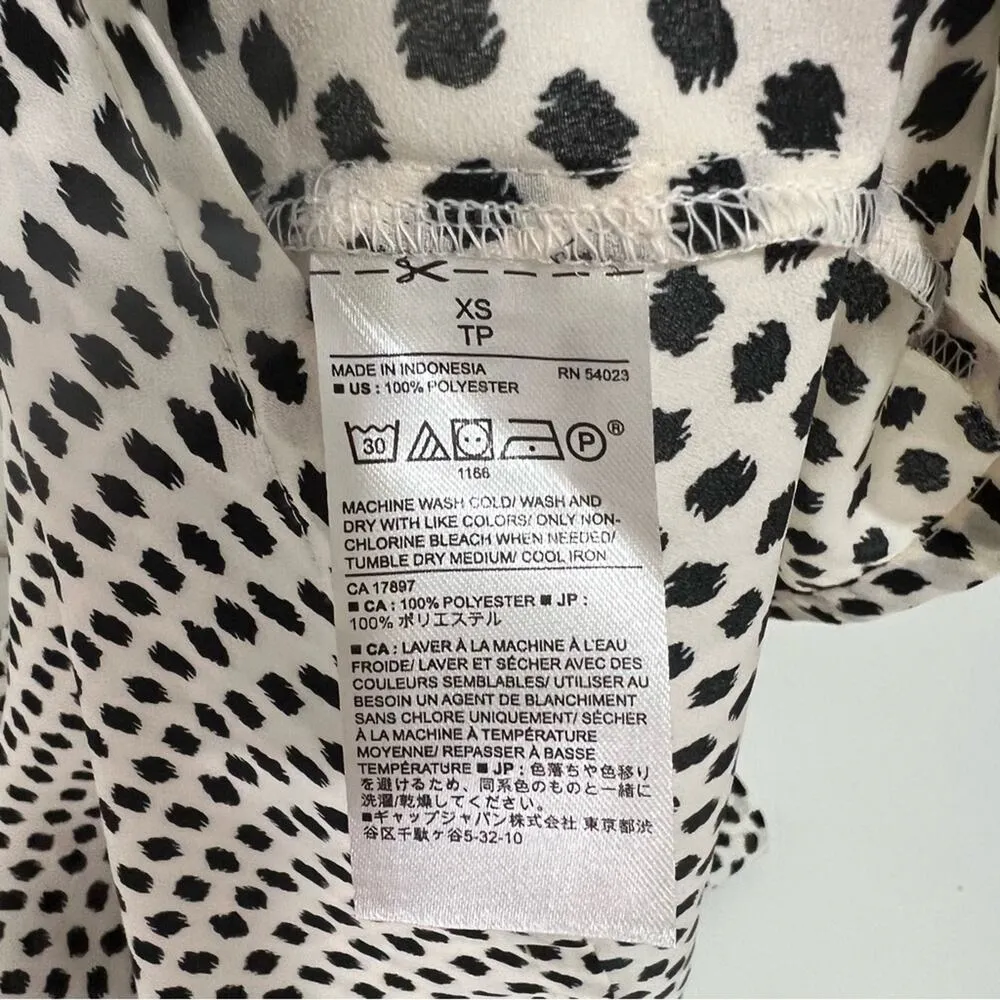 XS
TP
MADE IN INDONESIA RN 54023
■ US : 100% POLYESTER
30 P®
1166
MACHINE WASH COLD/ WASH AND
DRY WITH LIKE COLORS/ ONLY NON-
CHLORINE BLEACH WHEN NEEDED/
TUMBLE DRY MEDIUM/ COOL IRON
CA 17897
■ CA : 100% POLYESTER ■ JP :
100% ポリエステル
■ CA : LAVER À LA MACHINE À L'EAU
FROIDE/ LAVER ET SÉCHER AVEC DES
COULEURS SEMBLABLES/ UTILISER AU
BESOIN UN AGENT DE BLANCHIMENT
SANS CHLORE UNIQUEMENT/ SÉCHER
À LA MACHINE À TEMPÉRATURE
MOYENNE/ REPASSER À BASSE
TEMPÉRATURE ■ JP : 色落ちや色移り
を避けるため、同系色のものと一緒に
洗濯/乾燥してください。
■ギャップジャパン株式会社 東京都渋
谷区千駄ヶ谷5-32-10